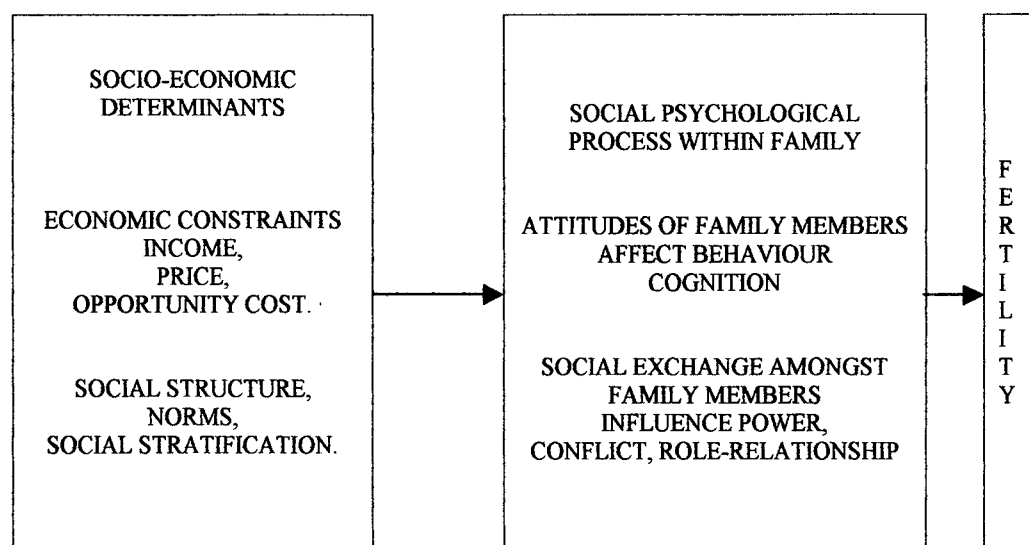 SOCIO-ECONOMIC
DETERMINANTS
ECONOMIC CONSTRAINTS
INCOME,
PRICE,
OPPORTUNITY COST.
SOCIAL STRUCTURE,
NORMS,
SOCIAL STRATIFICATION.
SOCIAL PSYCHOLOGICAL
PROCESS WITHIN FAMILY
ATTITUDES OF FAMILY MEMBERS
AFFECT BEHAVIOUR
COGNITION
SOCIAL EXCHANGE AMONGST
FAMILY MEMBERS
INFLUENCE POWER,
CONFLICT, ROLE-RELATIONSHIP
FERTILITY